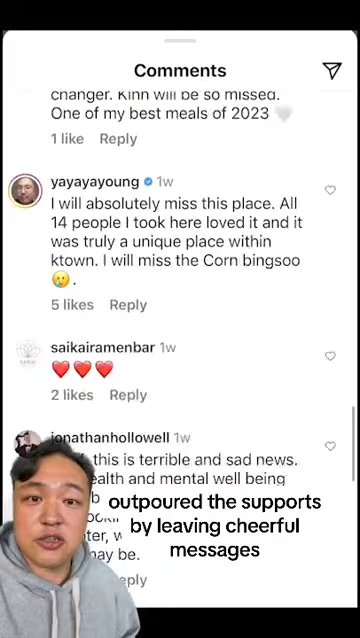 Comments
changer. Kinn will be so missed.
One of my best meals of 2023 🤍
1 like Reply
yayayayoung 1w
I will absolutely miss this place. All
14 people I took here loved it and it
was truly a unique place within
ktown. I will miss the Corn bingsoo
🥲.
5 likes Reply
saikairamenbar 1w
❤️❤️❤️
2 likes Reply
jonathanhollowell 1w
this is terrible and sad news.
ealth and mental well being
outpoured the supports
by leaving cheerful
messages
may be.